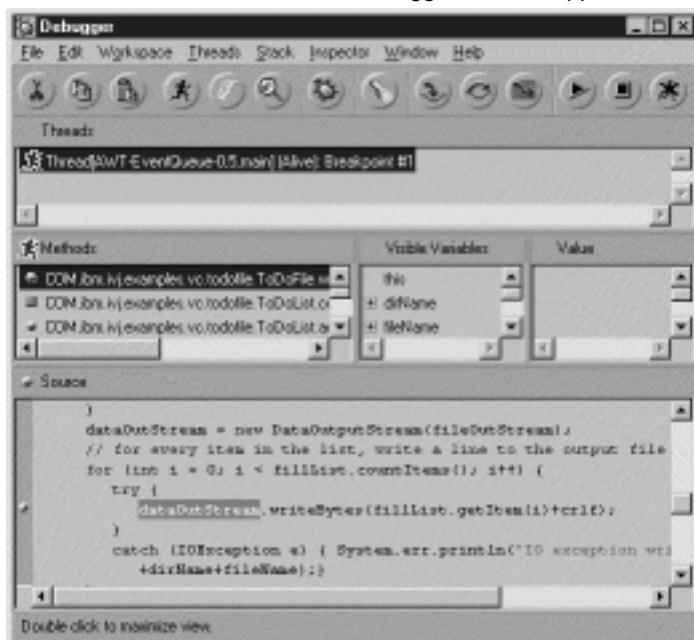 Debugger
File Edit Workspace Threads Stack Inspector Window Help
Threads
Thread[AWT-EventQueue-0,5,main] (Alive): Breakpoint #1
Methods
Visible Variables
Value
COM.ibm.ivj.examples.vc.todofile.ToDoFile.w
COM.ibm.ivj.examples.vc.todofile.ToDoList.co
COM.ibm.ivj.examples.vc.todofile.ToDoList.a
this
dirName
fileName
Source
}
dataOutStream = new DataOutputStream(fileOutStream);
// for every item in the list, write a line to the output file
for (int i = 0; i < fillList.countItems(); i++) {
try {
dataOutStream.writeBytes(fillList.getItem(i)+crlf);
}
catch (IOException e) { System.err.println("IO exception wri
+dirName+fileName);}
Double click to maximize view.